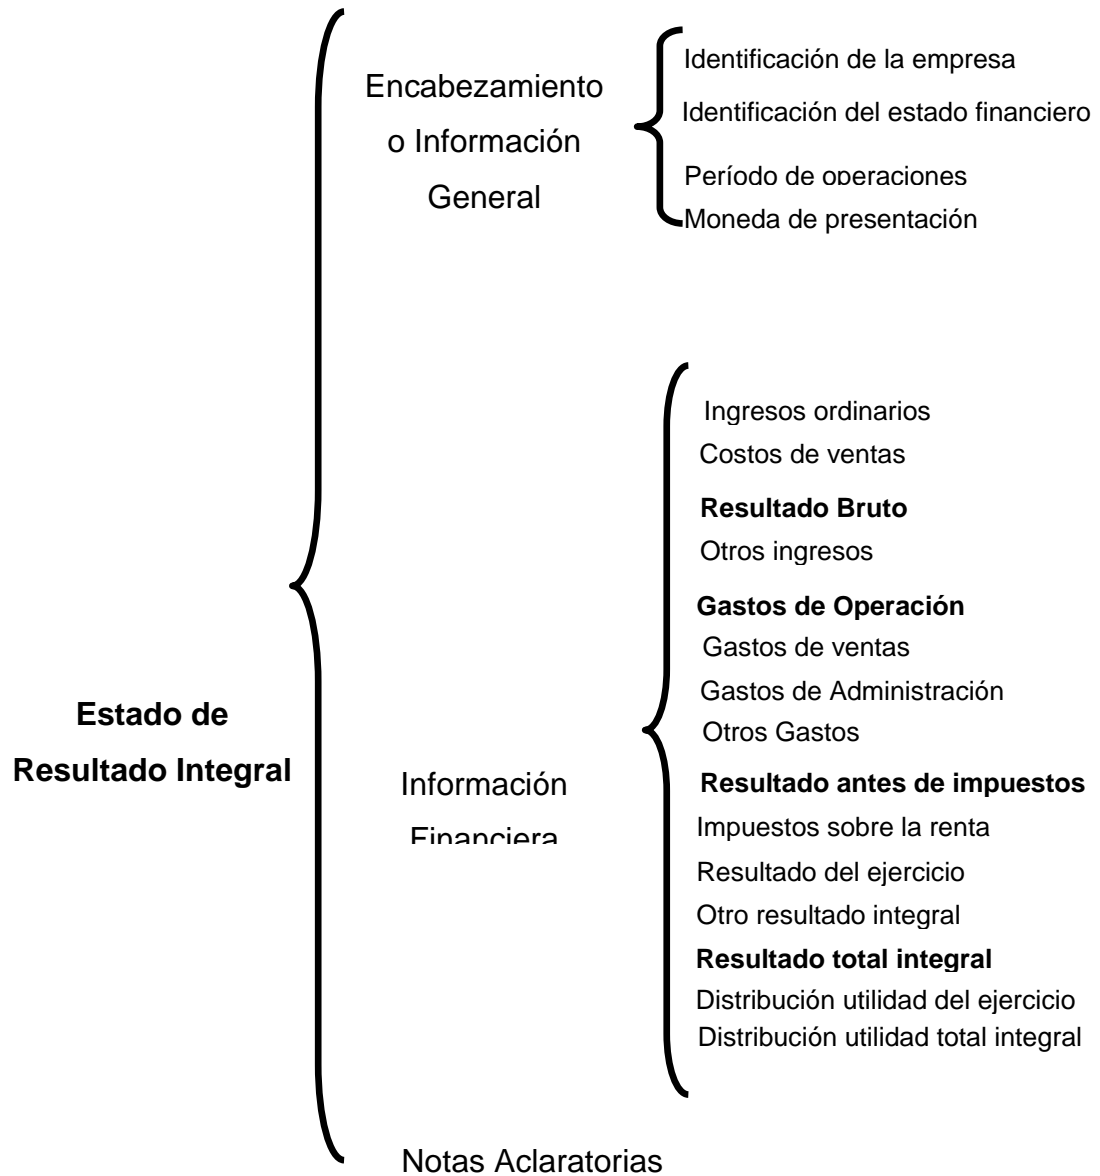 Estado de
Resultado Integral
Encabezamiento
o Información
General
Identificación de la empresa
Identificación del estado financiero
Período de operaciones
Moneda de presentación
Información
Financiera
Ingresos ordinarios
Costos de ventas
Resultado Bruto
Otros ingresos
Gastos de Operación
Gastos de ventas
Gastos de Administración
Otros Gastos
Resultado antes de impuestos
Impuestos sobre la renta
Resultado del ejercicio
Otro resultado integral
Resultado total integral
Distribución utilidad del ejercicio
Distribución utilidad total integral
Notas Aclaratorias